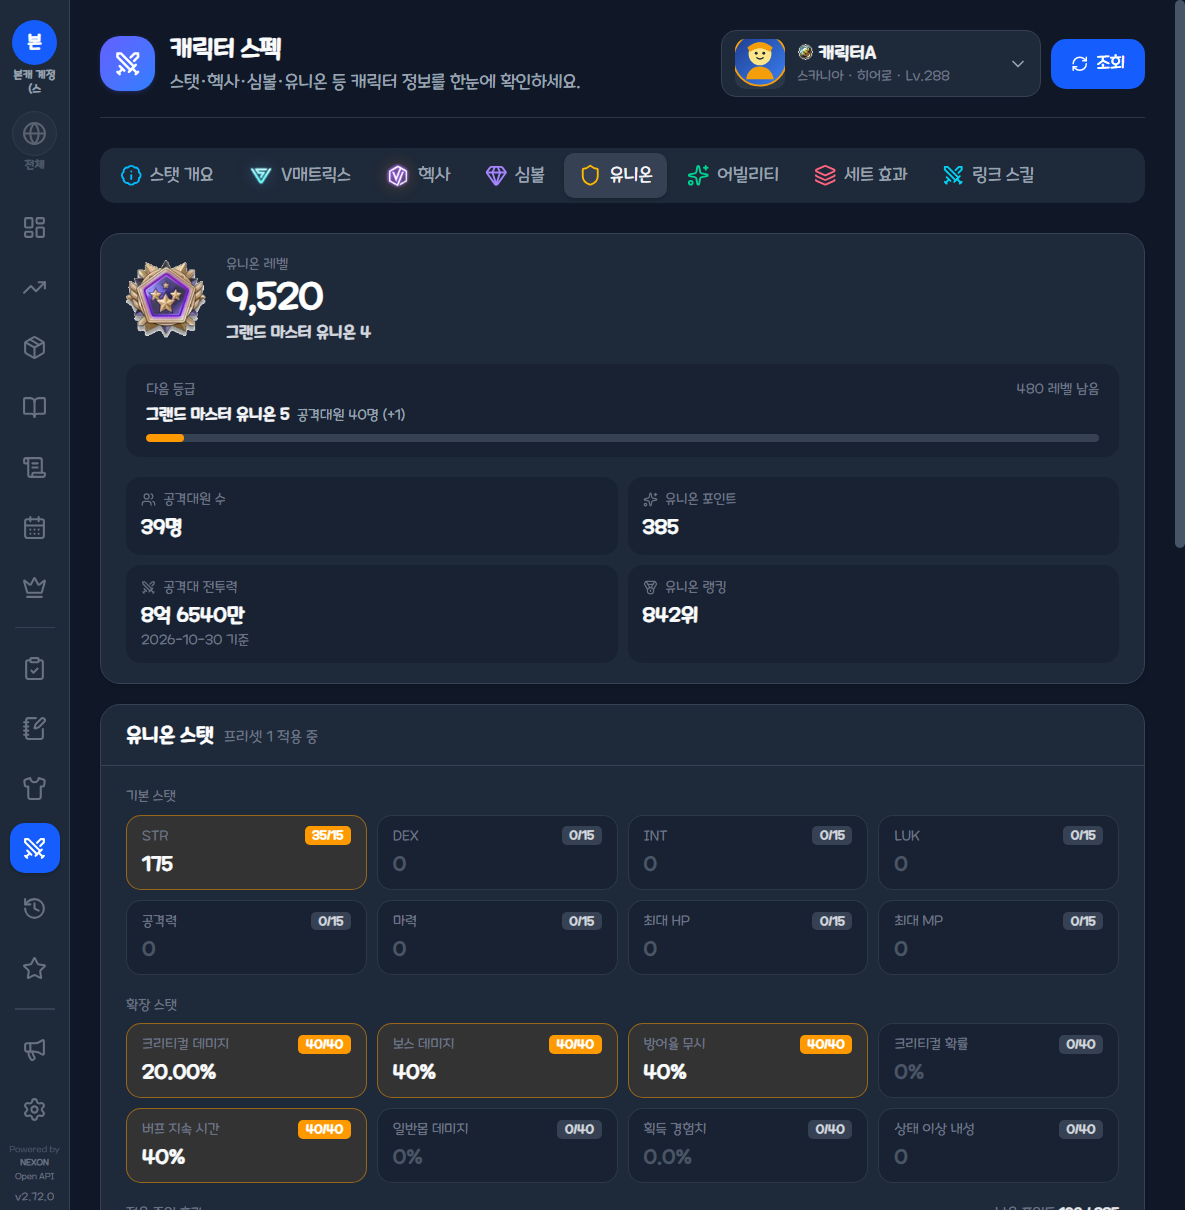 본
본캐 계정
(스
전체
Powered by
NEXON
Open API
v2.72.0
캐릭터 스펙
스탯·헥사·심볼·유니온 등 캐릭터 정보를 한눈에 확인하세요.
캐릭터A
스카니아 · 히어로 · Lv.288
조회
스탯 개요
V매트릭스
헥사
심볼
유니온
어빌리티
세트 효과
링크 스킬
유니온 레벨
9,520
그랜드 마스터 유니온 4
다음 등급
480 레벨 남음
그랜드 마스터 유니온 5 공격대원 40명 (+1)
공격대원 수
39명
유니온 포인트
385
공격대 전투력
8억 6540만
2026-10-30 기준
유니온 랭킹
842위
유니온 스탯 프리셋 1 적용 중
기본 스탯
STR 35/15
175
DEX 0/15
0
INT 0/15
0
LUK 0/15
0
공격력 0/15
0
마력 0/15
0
최대 HP 0/15
0
최대 MP 0/15
0
확장 스탯
크리티컬 데미지 40/40
20.00%
보스 데미지 40/40
40%
방어율 무시 40/40
40%
크리티컬 확률 0/40
0%
버프 지속 시간 40/40
40%
일반몹 데미지 0/40
0%
획득 경험치 0/40
0.0%
상태 이상 내성 0/40
0